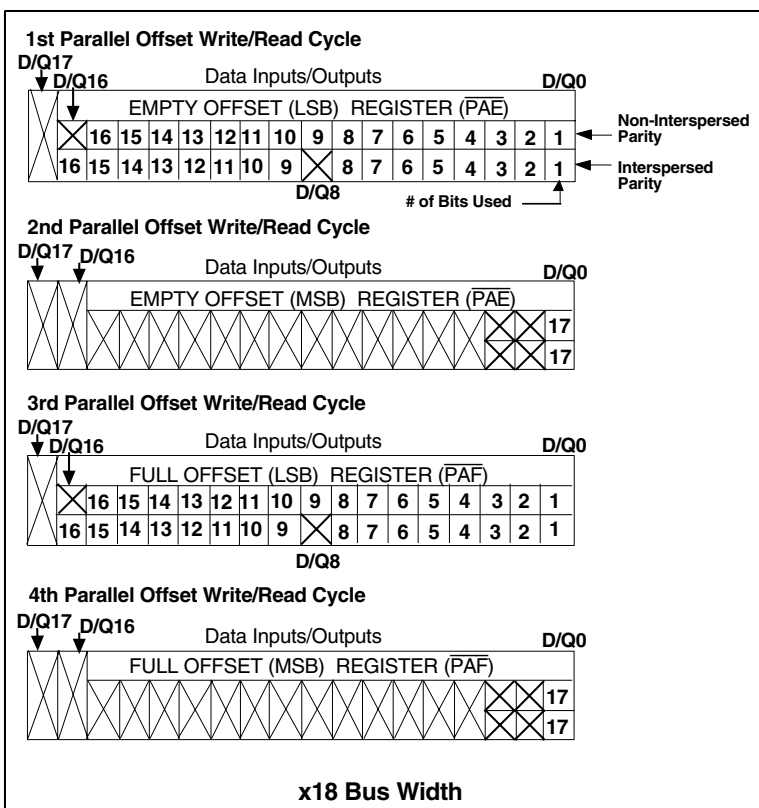 1st Parallel Offset Write/Read Cycle
D/Q17
D/Q16
Data Inputs/Outputs
D/Q0
EMPTY OFFSET (LSB) REGISTER (PAE)
16 15 14 13 12 11 10 9 8 7 6 5 4 3 2 1
Non-Interspersed
Parity
16 15 14 13 12 11 10 9 8 7 6 5 4 3 2 1
Interspersed
Parity
D/Q8
# of Bits Used
2nd Parallel Offset Write/Read Cycle
D/Q17
D/Q16
Data Inputs/Outputs
D/Q0
EMPTY OFFSET (MSB) REGISTER (PAE)
17
17
3rd Parallel Offset Write/Read Cycle
D/Q17
D/Q16
Data Inputs/Outputs
D/Q0
FULL OFFSET (LSB) REGISTER (PAF)
16 15 14 13 12 11 10 9 8 7 6 5 4 3 2 1
16 15 14 13 12 11 10 9 8 7 6 5 4 3 2 1
D/Q8
4th Parallel Offset Write/Read Cycle
D/Q17
D/Q16
Data Inputs/Outputs
D/Q0
FULL OFFSET (MSB) REGISTER (PAF)
17
17
x18 Bus Width